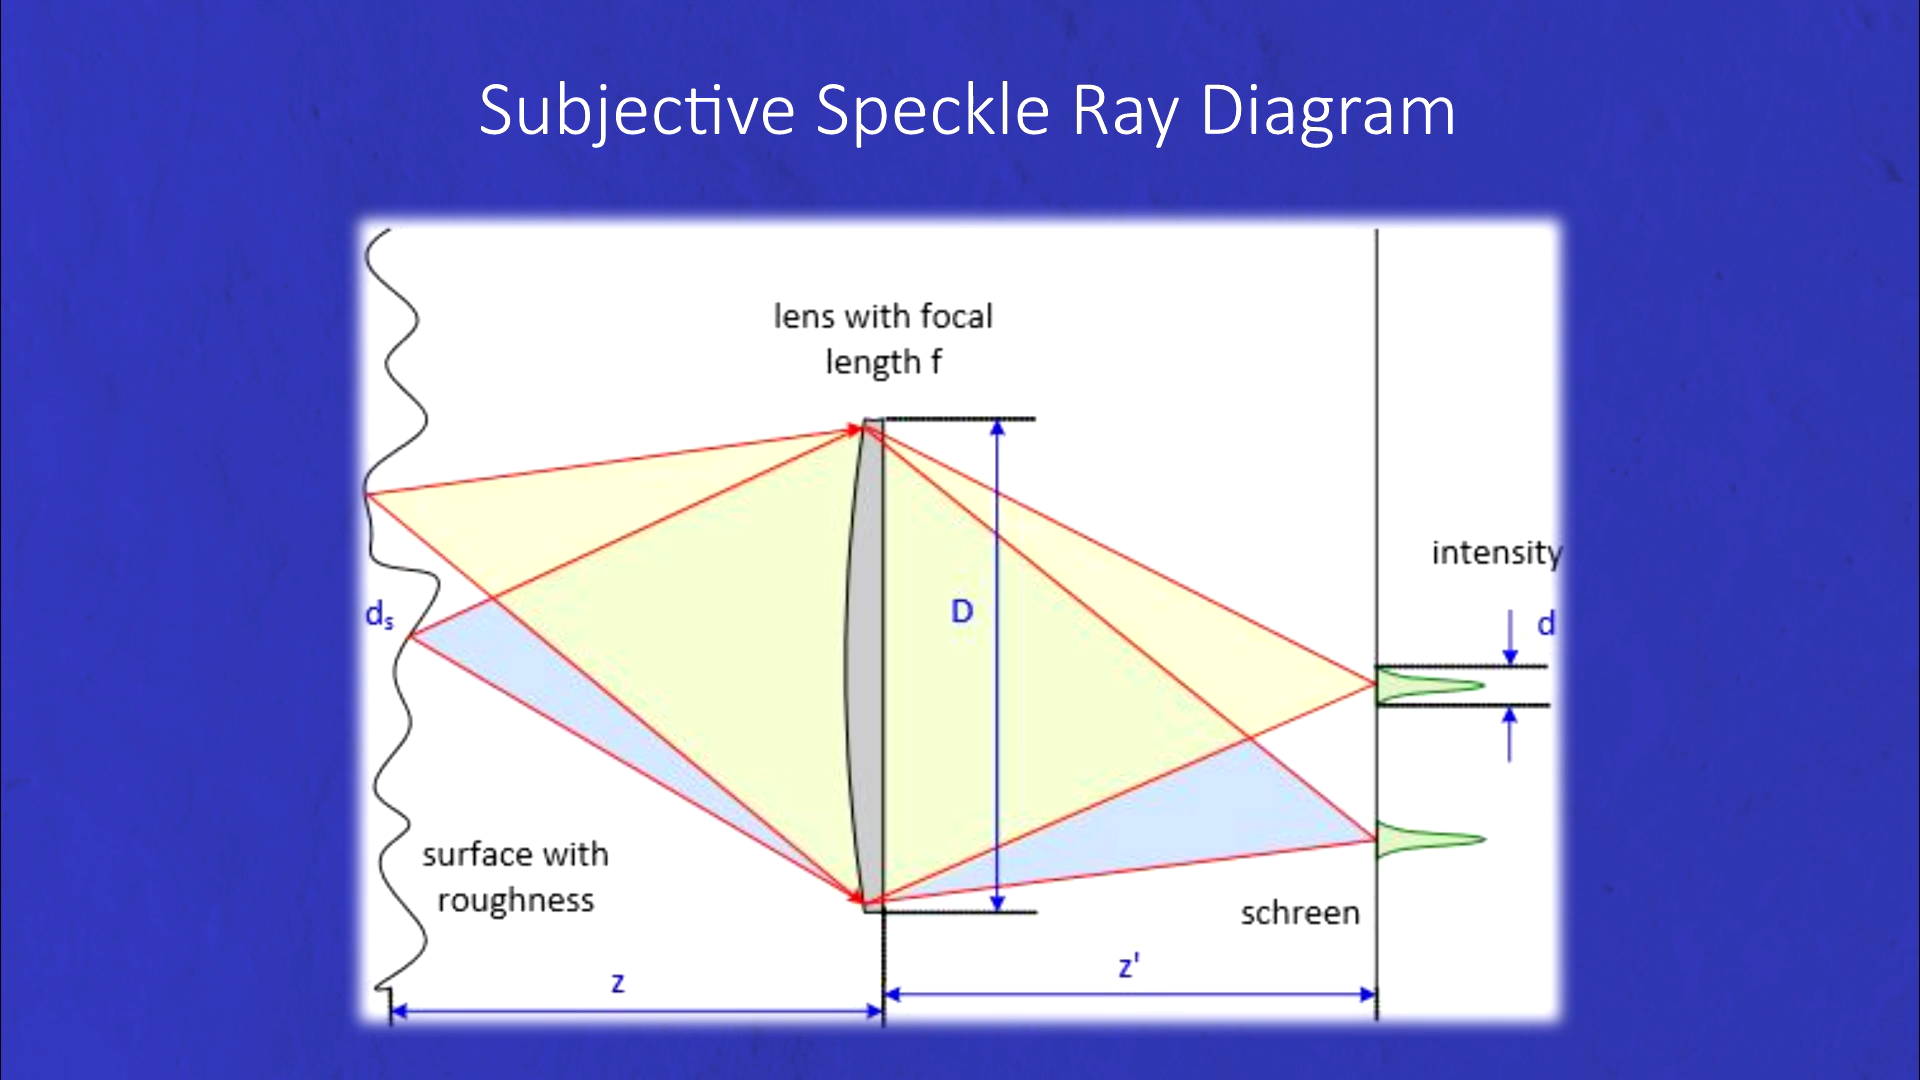 Subjective Speckle Ray Diagram
lens with focal
length f
intensity
d
D
ds
surface with
roughness
schreen
z
z'